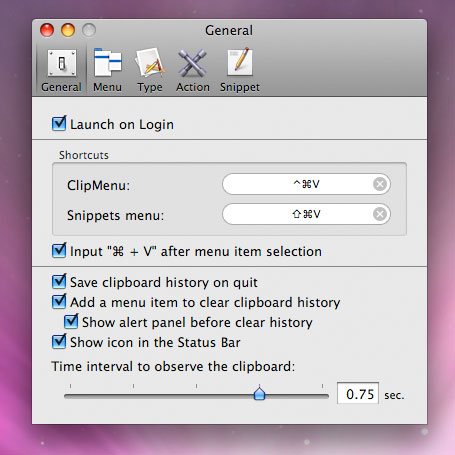 General
General Menu Type Action Snippet
Launch on Login
Shortcuts
ClipMenu: ^⌘V
Snippets menu: ⇧⌘V
Input "⌘ + V" after menu item selection
Save clipboard history on quit
Add a menu item to clear clipboard history
Show alert panel before clear history
Show icon in the Status Bar
Time interval to observe the clipboard:
0.75 sec.